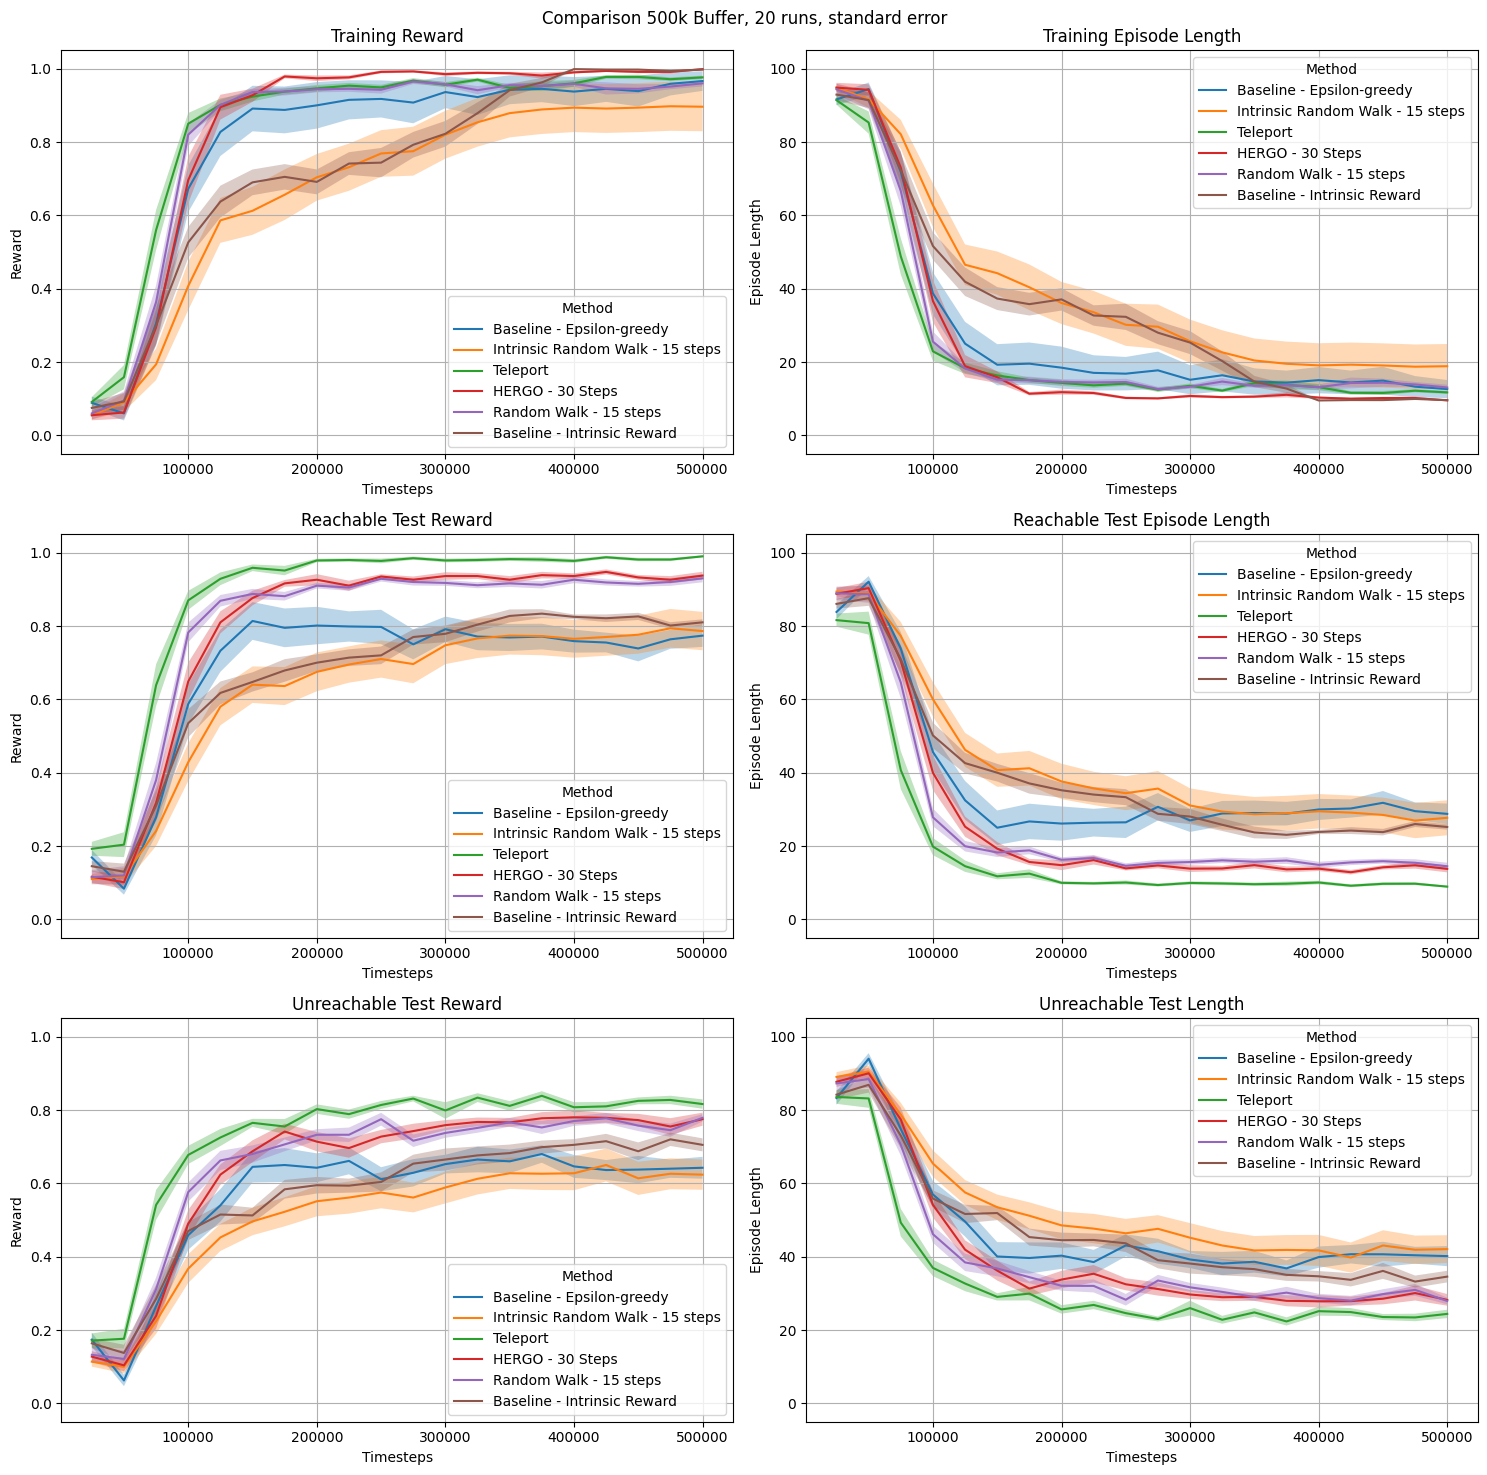 Comparison 500k Buffer, 20 runs, standard error
Training Reward
Reward
1.0
0.8
0.6
0.4
0.2
0.0
Method
Baseline - Epsilon-greedy
Intrinsic Random Walk - 15 steps
Teleport
HERGO - 30 Steps
Random Walk - 15 steps
Baseline - Intrinsic Reward
100000 200000 300000 400000 500000
Timesteps
Training Episode Length
Episode Length
100
80
60
40
20
0
Method
Baseline - Epsilon-greedy
Intrinsic Random Walk - 15 steps
Teleport
HERGO - 30 Steps
Random Walk - 15 steps
Baseline - Intrinsic Reward
100000 200000 300000 400000 500000
Timesteps
Reachable Test Reward
Reward
1.0
0.8
0.6
0.4
0.2
0.0
Method
Baseline - Epsilon-greedy
Intrinsic Random Walk - 15 steps
Teleport
HERGO - 30 Steps
Random Walk - 15 steps
Baseline - Intrinsic Reward
100000 200000 300000 400000 500000
Timesteps
Reachable Test Episode Length
Episode Length
100
80
60
40
20
0
Method
Baseline - Epsilon-greedy
Intrinsic Random Walk - 15 steps
Teleport
HERGO - 30 Steps
Random Walk - 15 steps
Baseline - Intrinsic Reward
100000 200000 300000 400000 500000
Timesteps
Unreachable Test Reward
Reward
1.0
0.8
0.6
0.4
0.2
0.0
Method
Baseline - Epsilon-greedy
Intrinsic Random Walk - 15 steps
Teleport
HERGO - 30 Steps
Random Walk - 15 steps
Baseline - Intrinsic Reward
100000 200000 300000 400000 500000
Timesteps
Unreachable Test Length
Episode Length
100
80
60
40
20
0
Method
Baseline - Epsilon-greedy
Intrinsic Random Walk - 15 steps
Teleport
HERGO - 30 Steps
Random Walk - 15 steps
Baseline - Intrinsic Reward
100000 200000 300000 400000 500000
Timesteps